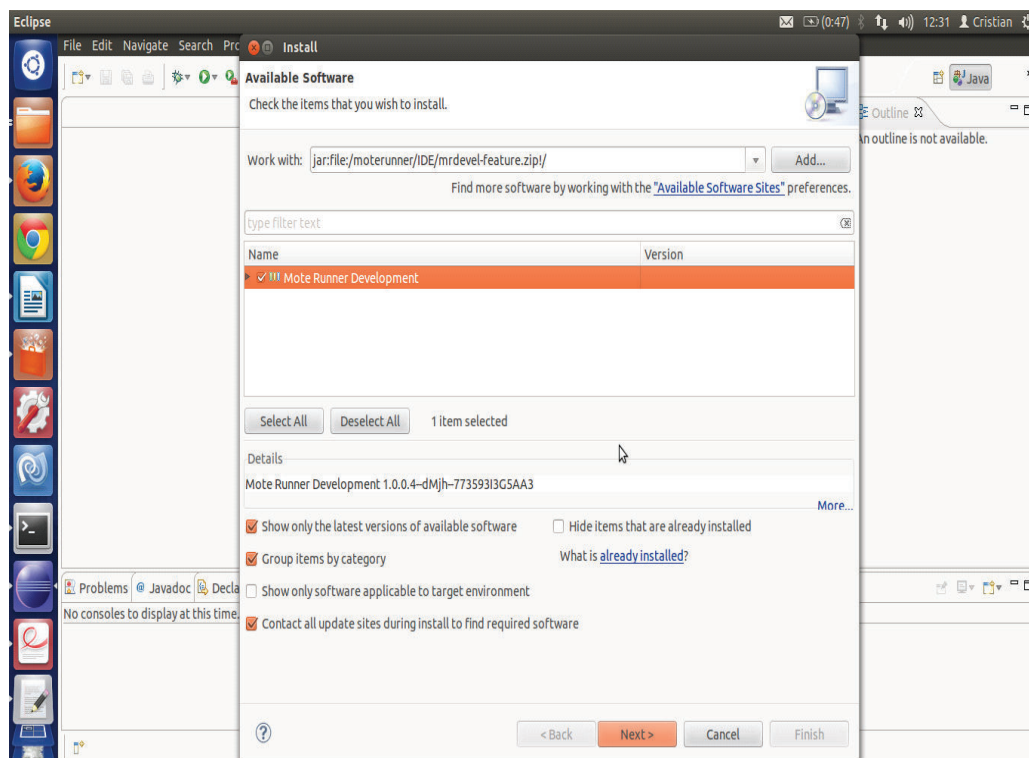 Eclipse
(0:47)
12:31
Cristian
File Edit Navigate Search
Install
Available Software
Check the items that you wish to install.
Java
Outline
An outline is not available.
Work with: jar:file:/moterunner/IDE/mrdevel-feature.zip!/
Add...
Find more software by working with the "Available Software Sites" preferences.
type filter text
Name Version
Mote Runner Development
Select All Deselect All 1 item selected
Details
Mote Runner Development 1.0.0.4–dMjh–773593I3G5AA3
More...
Show only the latest versions of available software Hide items that are already installed
Group items by category What is already installed?
Show only software applicable to target environment
Contact all update sites during install to find required software
Problems @ Javadoc Decla
No consoles to display at this time.
< Back Next > Cancel Finish